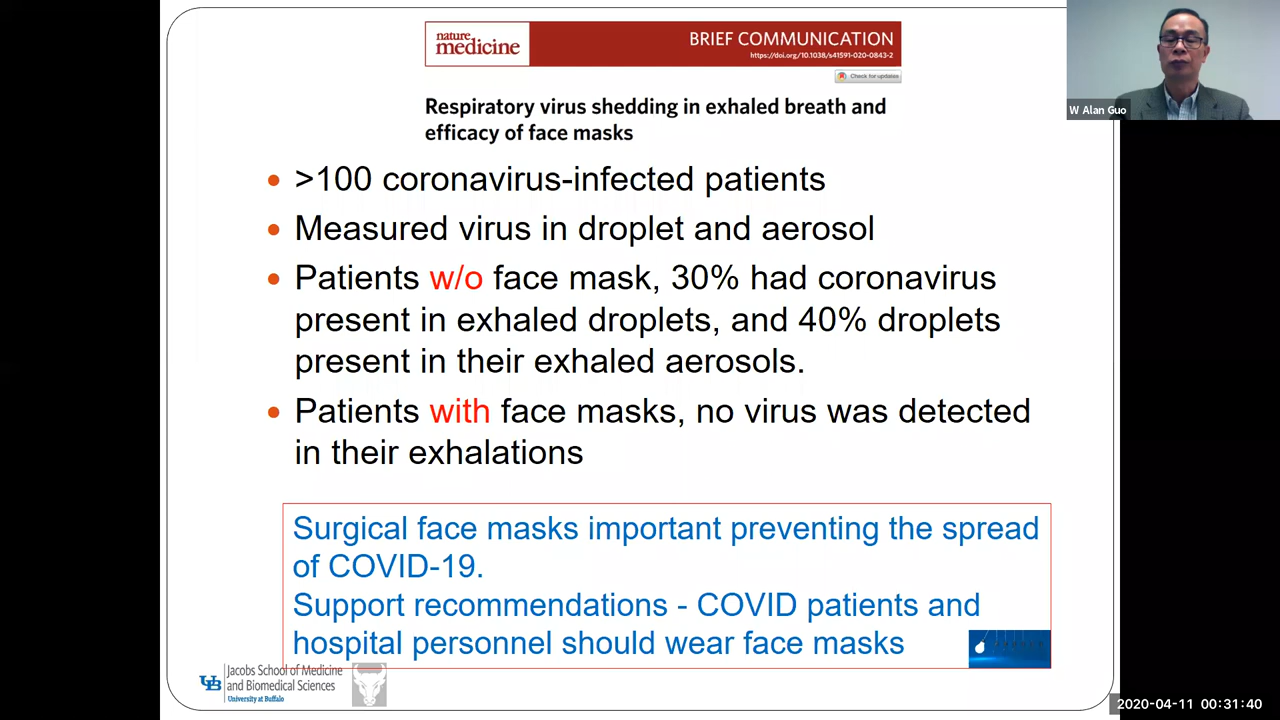 nature
medicine
BRIEF COMMUNICATION
https://doi.org/10.1038/s41591-020-0843-2
Check for updates
W Alan Guo
Respiratory virus shedding in exhaled breath and
efficacy of face masks
>100 coronavirus-infected patients
Measured virus in droplet and aerosol
Patients w/o face mask, 30% had coronavirus
present in exhaled droplets, and 40% droplets
present in their exhaled aerosols.
Patients with face masks, no virus was detected
in their exhalations
Surgical face masks important preventing the spread
of COVID-19.
Support recommendations - COVID patients and
hospital personnel should wear face masks
UB
Jacobs School of Medicine
and Biomedical Sciences
University at Buffalo
2020-04-11 00:31:40